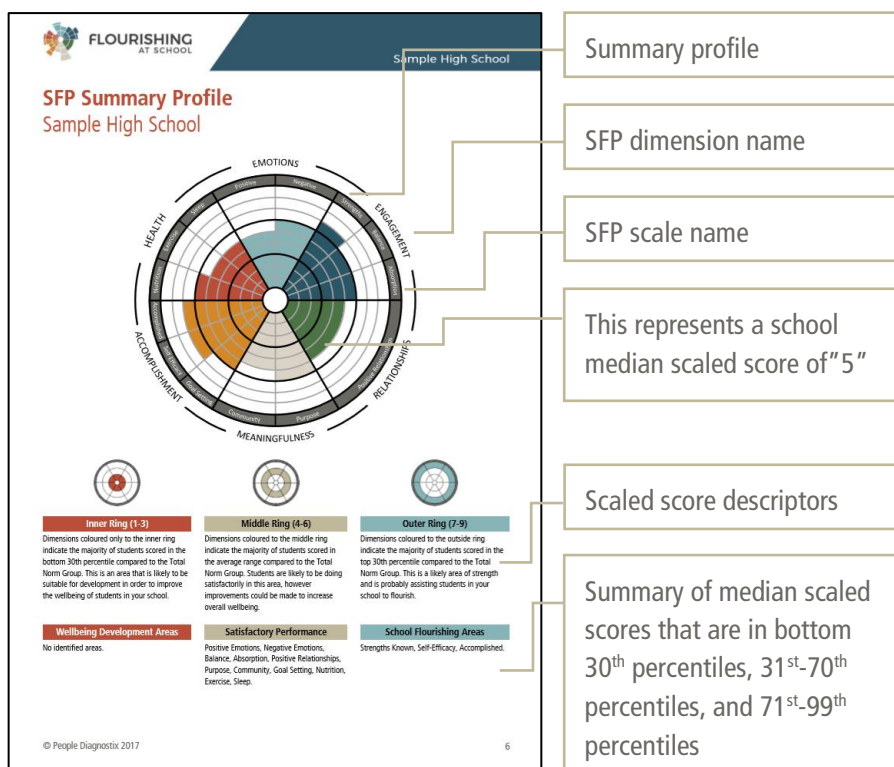 FLOURISHING
AT SCHOOL
Sample High School
SFP Summary Profile
Sample High School
EMOTIONS
Positive
Negative
HEALTH
Sleep
Exercise
Nutrition
Strengths
Balance
Absorption
ENGAGEMENT
Accomplished
Self-Efficacy
Goal Setting
ACCOMPLISHMENT
Positive Relationships
RELATIONSHIPS
Community
Purpose
MEANINGFULNESS
Inner Ring (1-3)
Dimensions coloured only to the inner ring
indicate the majority of students scored in the
bottom 30th percentile compared to the Total
Norm Group. This is an area that is likely to be
suitable for development in order to improve
the wellbeing of students in your school.
Middle Ring (4-6)
Dimensions coloured to the middle ring
indicate the majority of students scored in
the average range compared to the Total
Norm Group. Students are likely to be doing
satisfactorily in this area, however
improvements could be made to increase
overall wellbeing.
Outer Ring (7-9)
Dimensions coloured to the outside ring
indicate the majority of students scored in the
top 30th percentile compared to the Total
Norm Group. This is a likely area of strength
and is probably assisting students in your
school to flourish.
Wellbeing Development Areas
No identified areas.
Satisfactory Performance
Positive Emotions, Negative Emotions,
Balance, Absorption, Positive Relationships,
Purpose, Community, Goal Setting, Nutrition,
Exercise, Sleep.
School Flourishing Areas
Strengths Known, Self-Efficacy, Accomplished.
© People Diagnostix 2017
6
Summary profile
SFP dimension name
SFP scale name
This represents a school
median scaled score of"5"
Scaled score descriptors
Summary of median scaled
scores that are in bottom
30th percentiles, 31st-70th
percentiles, and 71st-99th
percentiles